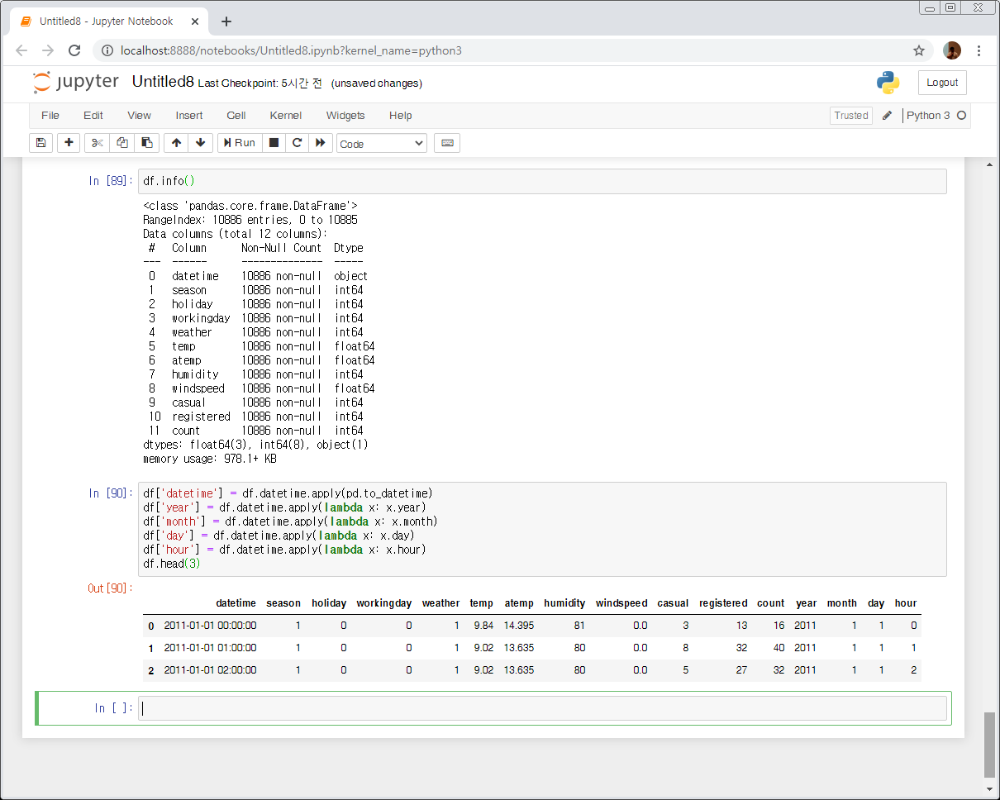 Untitled8 - Jupyter Notebook
localhost:8888/notebooks/Untitled8.ipynb?kernel_name=python3
jupyter Untitled8 Last Checkpoint: 5시간 전 (unsaved changes) Logout
File Edit View Insert Cell Kernel Widgets Help Trusted Python 3
Run Code
In [89]: df.info()
<class 'pandas.core.frame.DataFrame'>
RangeIndex: 10886 entries, 0 to 10885
Data columns (total 12 columns):
# Column Non-Null Count Dtype
--- ------ -------------- -----
0 datetime 10886 non-null object
1 season 10886 non-null int64
2 holiday 10886 non-null int64
3 workingday 10886 non-null int64
4 weather 10886 non-null int64
5 temp 10886 non-null float64
6 atemp 10886 non-null float64
7 humidity 10886 non-null int64
8 windspeed 10886 non-null float64
9 casual 10886 non-null int64
10 registered 10886 non-null int64
11 count 10886 non-null int64
dtypes: float64(3), int64(8), object(1)
memory usage: 978.1+ KB
In [90]: df['datetime'] = df.datetime.apply(pd.to_datetime)
df['year'] = df.datetime.apply(lambda x: x.year)
df['month'] = df.datetime.apply(lambda x: x.month)
df['day'] = df.datetime.apply(lambda x: x.day)
df['hour'] = df.datetime.apply(lambda x: x.hour)
df.head(3)
Out[90]:
datetime season holiday workingday weather temp atemp humidity windspeed casual registered count year month day hour
0 2011-01-01 00:00:00 1 0 0 1 9.84 14.395 81 0.0 3 13 16 2011 1 1 0
1 2011-01-01 01:00:00 1 0 0 1 9.02 13.635 80 0.0 8 32 40 2011 1 1 1
2 2011-01-01 02:00:00 1 0 0 1 9.02 13.635 80 0.0 5 27 32 2011 1 1 2
In [ ]: